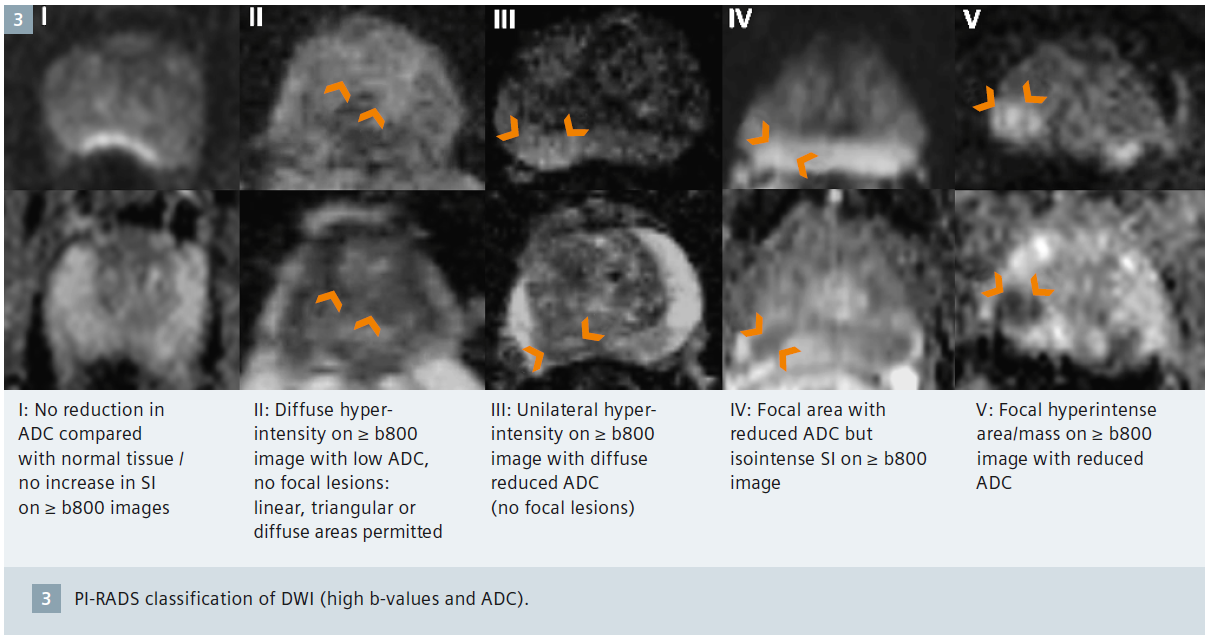 3
I
II
III
IV
V
I: No reduction in
ADC compared
with normal tissue /
no increase in SI
on ≥ b800 images
II: Diffuse hyper-
intensity on ≥ b800
image with low ADC,
no focal lesions:
linear, triangular or
diffuse areas permitted
III: Unilateral hyper-
intensity on ≥ b800
image with diffuse
reduced ADC
(no focal lesions)
IV: Focal area with
reduced ADC but
isointense SI on ≥ b800
image
V: Focal hyperintense
area/mass on ≥ b800
image with reduced
ADC
3 PI-RADS classification of DWI (high b-values and ADC).